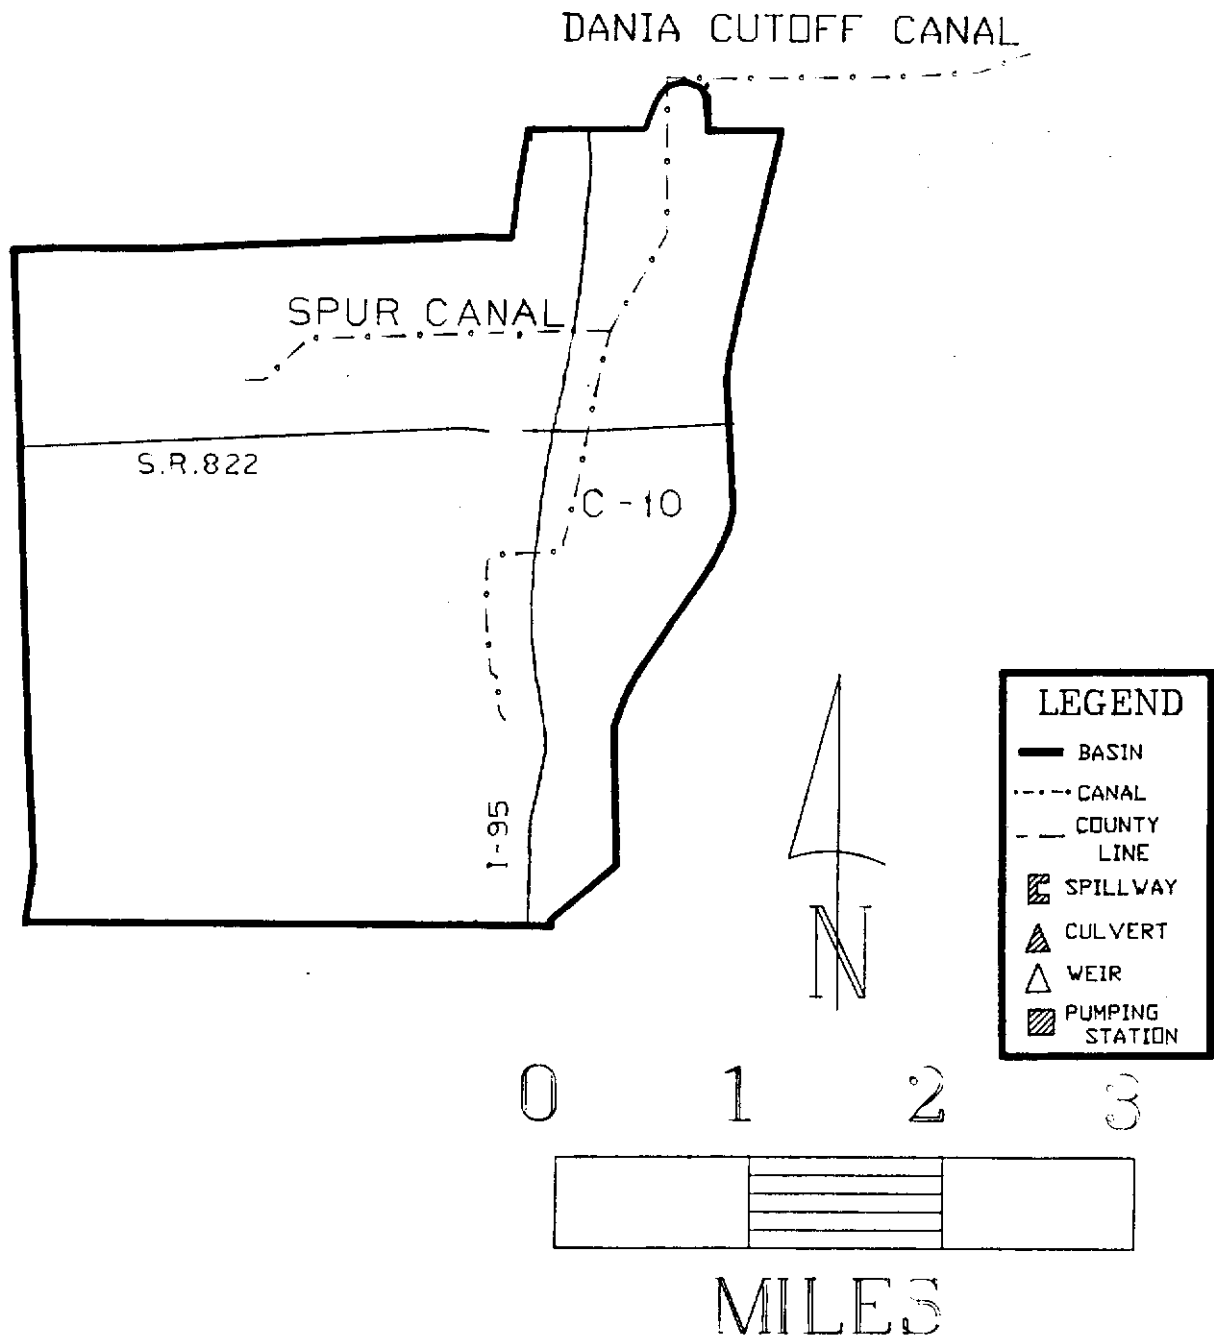 DANIA CUTOFF CANAL
SPUR CANAL
S.R.822
C-10
I-95
LEGEND
BASIN
CANAL
COUNTY
LINE
SPILLWAY
CULVERT
WEIR
PUMPING
STATION
N
0 1 2 3
MILES